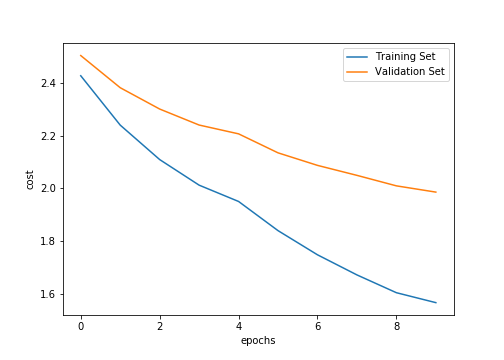 Training Set
Validation Set
2.4
2.2
2.0
1.8
1.6
cost
0 2 4 6 8
epochs